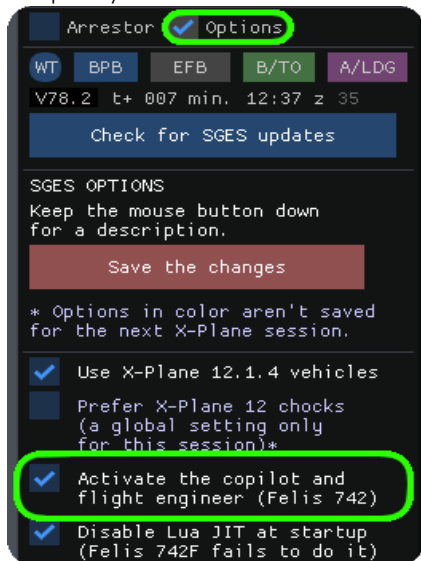 Arrestor Options
WT BPB EFB B/TO A/LDG
V78.2 t+ 007 min. 12:37 z 35
Check for SGES updates
SGES OPTIONS
Keep the mouse button down
for a description.
Save the changes
* Options in color aren't saved
for the next X-Plane session.
Use X-Plane 12.1.4 vehicles
Prefer X-Plane 12 chocks
(a global setting only
for this session)*
Activate the copilot and
flight engineer (Felis 742)
Disable Lua JIT at startup
(Felis 742F fails to do it)